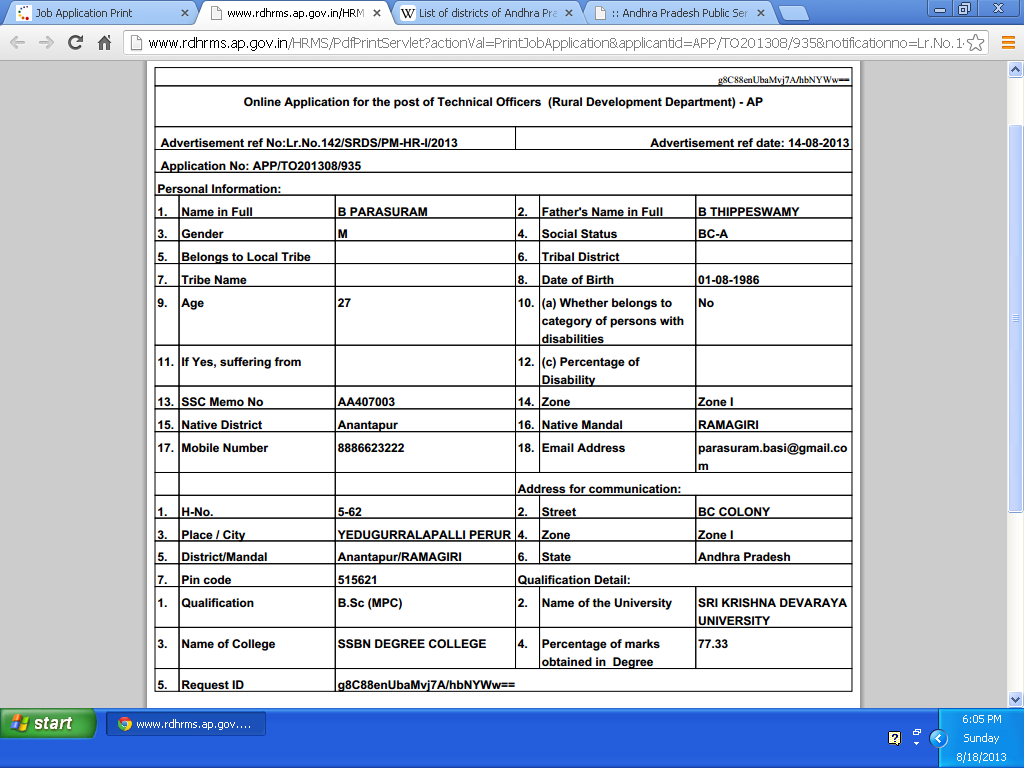 Job Application Print
www.rdhrms.ap.gov.in/HRM
List of districts of Andhra Pra
:: Andhra Pradesh Public Ser
www.rdhrms.ap.gov.in/HRMS/PdfPrintServlet?actionVal=PrintJobApplication&applicantid=APP/TO201308/935&notificationno=Lr.No.1
g8C88enUbaMvj7A/hbNYWw==
Online Application for the post of Technical Officers (Rural Development Department) - AP
Advertisement ref No:Lr.No.142/SRDS/PM-HR-I/2013 Advertisement ref date: 14-08-2013
Application No: APP/TO201308/935
Personal Information:
1. Name in Full B PARASURAM 2. Father's Name in Full B THIPPESWAMY
3. Gender M 4. Social Status BC-A
5. Belongs to Local Tribe 6. Tribal District
7. Tribe Name 8. Date of Birth 01-08-1986
9. Age 27 10. (a) Whether belongs to No
category of persons with
disabilities
11. If Yes, suffering from 12. (c) Percentage of
Disability
13. SSC Memo No AA407003 14. Zone Zone I
15. Native District Anantapur 16. Native Mandal RAMAGIRI
17. Mobile Number 8886623222 18. Email Address parasuram.basi@gmail.co
m
Address for communication:
1. H-No. 5-62 2. Street BC COLONY
3. Place / City YEDUGURRALAPALLI PERUR 4. Zone Zone I
5. District/Mandal Anantapur/RAMAGIRI 6. State Andhra Pradesh
7. Pin code 515621 Qualification Detail:
1. Qualification B.Sc (MPC) 2. Name of the University SRI KRISHNA DEVARAYA
UNIVERSITY
3. Name of College SSBN DEGREE COLLEGE 4. Percentage of marks 77.33
obtained in Degree
5. Request ID g8C88enUbaMvj7A/hbNYWw==
start
www.rdhrms.ap.gov....
6:05 PM
Sunday
8/18/2013